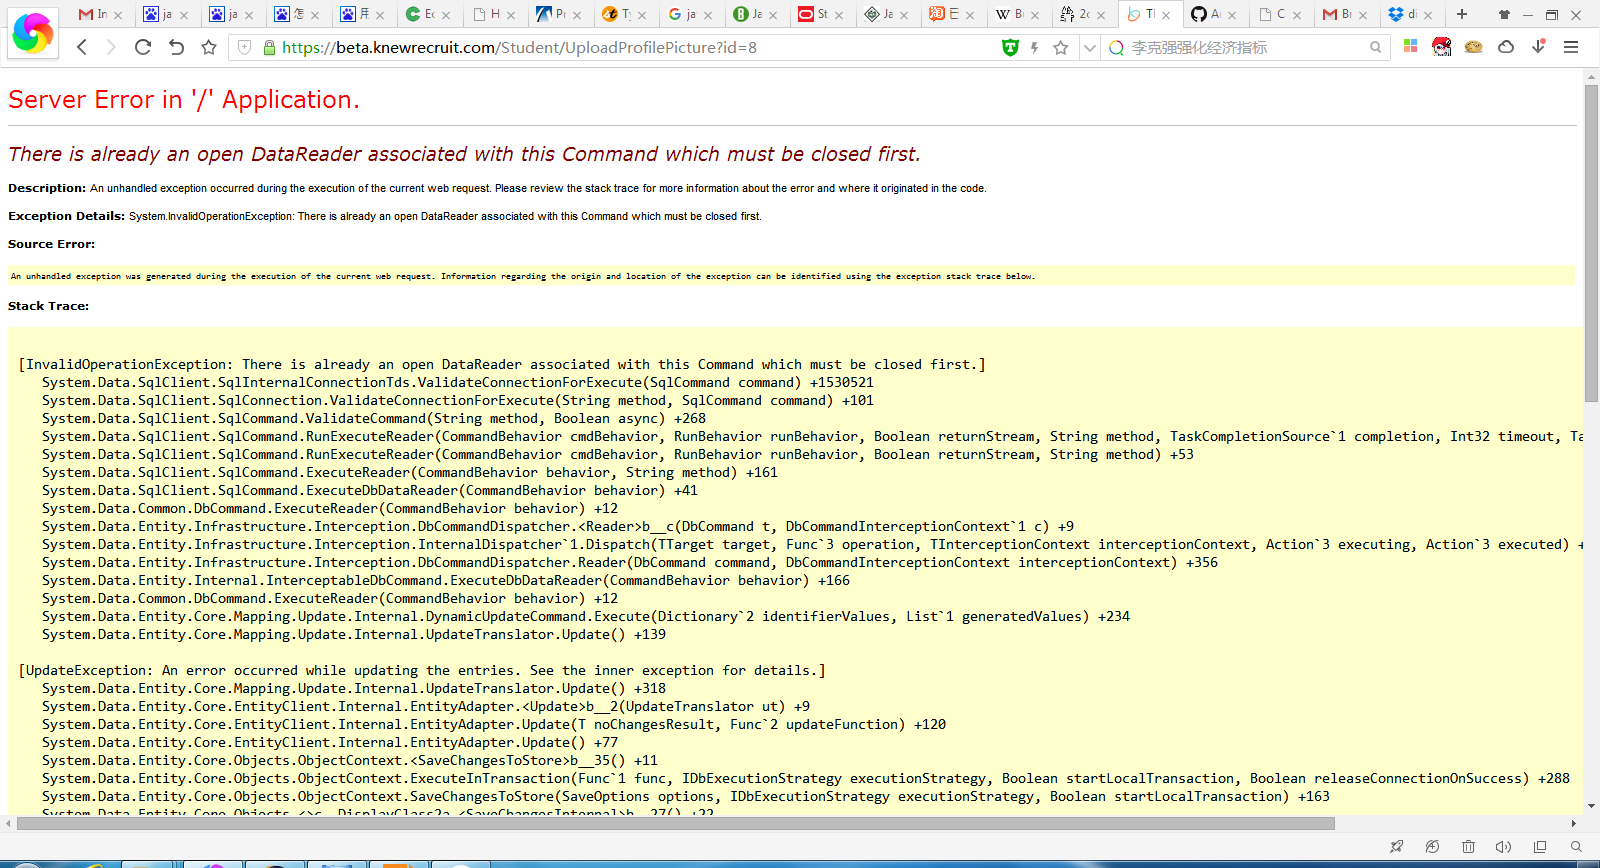 In ja ja 怎 用 Ec H Pr Ty ja Ja St Ja E W Bu 2c Tl A C Br di
https://beta.knewrecruit.com/Student/UploadProfilePicture?id=8 李克强强化经济指标
Server Error in '/' Application.
There is already an open DataReader associated with this Command which must be closed first.
Description: An unhandled exception occurred during the execution of the current web request. Please review the stack trace for more information about the error and where it originated in the code.
Exception Details: System.InvalidOperationException: There is already an open DataReader associated with this Command which must be closed first.
Source Error:
An unhandled exception was generated during the execution of the current web request. Information regarding the origin and location of the exception can be identified using the exception stack trace below.
Stack Trace:
[InvalidOperationException: There is already an open DataReader associated with this Command which must be closed first.]
System.Data.SqlClient.SqlInternalConnectionTds.ValidateConnectionForExecute(SqlCommand command) +1530521
System.Data.SqlClient.SqlConnection.ValidateConnectionForExecute(String method, SqlCommand command) +101
System.Data.SqlClient.SqlCommand.ValidateCommand(String method, Boolean async) +268
System.Data.SqlClient.SqlCommand.RunExecuteReader(CommandBehavior cmdBehavior, RunBehavior runBehavior, Boolean returnStream, String method, TaskCompletionSource`1 completion, Int32 timeout, Ta
System.Data.SqlClient.SqlCommand.RunExecuteReader(CommandBehavior cmdBehavior, RunBehavior runBehavior, Boolean returnStream, String method) +53
System.Data.SqlClient.SqlCommand.ExecuteReader(CommandBehavior behavior, String method) +161
System.Data.SqlClient.SqlCommand.ExecuteDbDataReader(CommandBehavior behavior) +41
System.Data.Common.DbCommand.ExecuteReader(CommandBehavior behavior) +12
System.Data.Entity.Infrastructure.Interception.DbCommandDispatcher.<Reader>b__c(DbCommand t, DbCommandInterceptionContext`1 c) +9
System.Data.Entity.Infrastructure.Interception.InternalDispatcher`1.Dispatch(TTarget target, Func`3 operation, TInterceptionContext interceptionContext, Action`3 executing, Action`3 executed) +
System.Data.Entity.Infrastructure.Interception.DbCommandDispatcher.Reader(DbCommand command, DbCommandInterceptionContext interceptionContext) +356
System.Data.Entity.Internal.InterceptableDbCommand.ExecuteDbDataReader(CommandBehavior behavior) +166
System.Data.Common.DbCommand.ExecuteReader(CommandBehavior behavior) +12
System.Data.Entity.Core.Mapping.Update.Internal.DynamicUpdateCommand.Execute(Dictionary`2 identifierValues, List`1 generatedValues) +234
System.Data.Entity.Core.Mapping.Update.Internal.UpdateTranslator.Update() +139
[UpdateException: An error occurred while updating the entries. See the inner exception for details.]
System.Data.Entity.Core.Mapping.Update.Internal.UpdateTranslator.Update() +318
System.Data.Entity.Core.EntityClient.Internal.EntityAdapter.<Update>b__2(UpdateTranslator ut) +9
System.Data.Entity.Core.EntityClient.Internal.EntityAdapter.Update(T noChangesResult, Func`2 updateFunction) +120
System.Data.Entity.Core.EntityClient.Internal.EntityAdapter.Update() +77
System.Data.Entity.Core.Objects.ObjectContext.<SaveChangesToStore>b__35() +11
System.Data.Entity.Core.Objects.ObjectContext.ExecuteInTransaction(Func`1 func, IDbExecutionStrategy executionStrategy, Boolean startLocalTransaction, Boolean releaseConnectionOnSuccess) +288
System.Data.Entity.Core.Objects.ObjectContext.SaveChangesToStore(SaveOptions options, IDbExecutionStrategy executionStrategy, Boolean startLocalTransaction) +163
System.Data.Entity.Core.Objects.<>c__DisplayClass2a.<SaveChangesInternal>b__27() +22